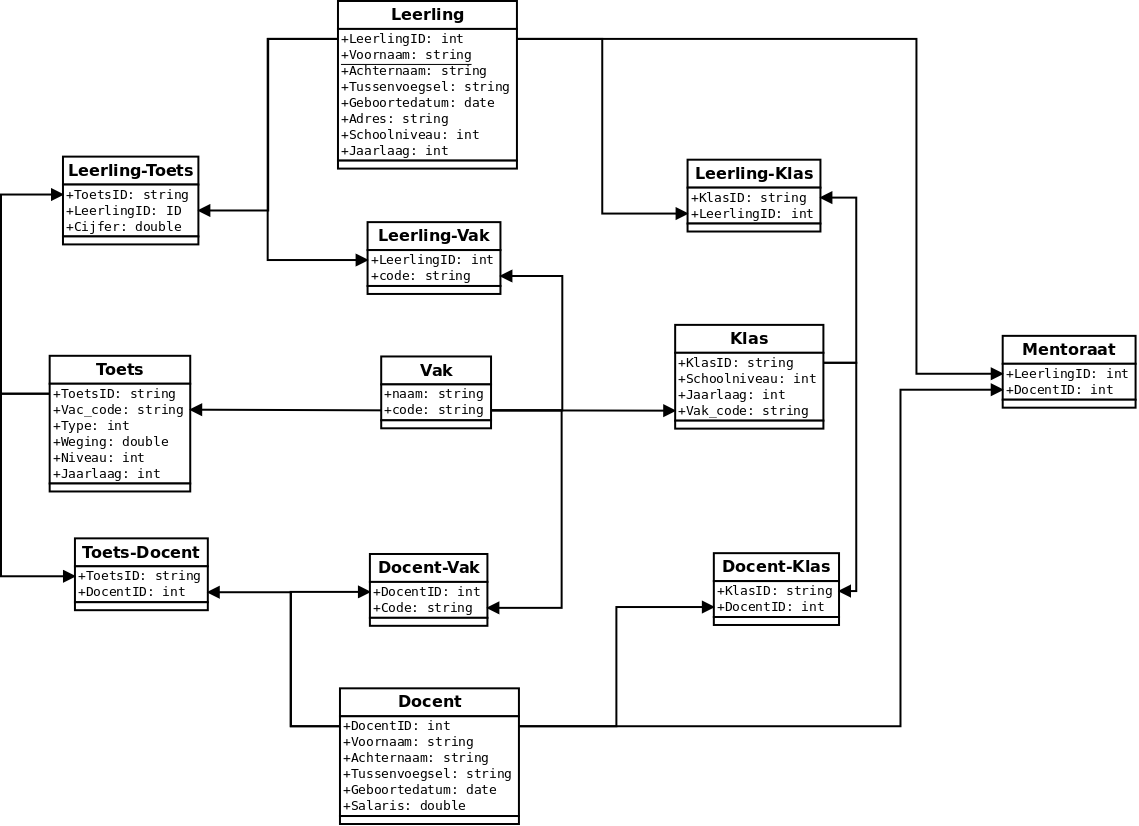 Leerling
+LeerlingID: int
+Voornaam: string
+Achternaam: string
+Tussenvoegsel: string
+Geboortedatum: date
+Adres: string
+Schoolniveau: int
+Jaarlaag: int
Leerling-Toets
+ToetsID: string
+LeerlingID: ID
+Cijfer: double
Leerling-Klas
+KlasID: string
+LeerlingID: int
Leerling-Vak
+LeerlingID: int
+code: string
Klas
+KlasID: string
+Schoolniveau: int
+Jaarlaag: int
+Vak_code: string
Mentoraat
+LeerlingID: int
+DocentID: int
Toets
+ToetsID: string
+Vac_code: string
+Type: int
+Weging: double
+Niveau: int
+Jaarlaag: int
Vak
+naam: string
+code: string
Toets-Docent
+ToetsID: string
+DocentID: int
Docent-Vak
+DocentID: int
+Code: string
Docent-Klas
+KlasID: string
+DocentID: int
Docent
+DocentID: int
+Voornaam: string
+Achternaam: string
+Tussenvoegsel: string
+Geboortedatum: date
+Salaris: double